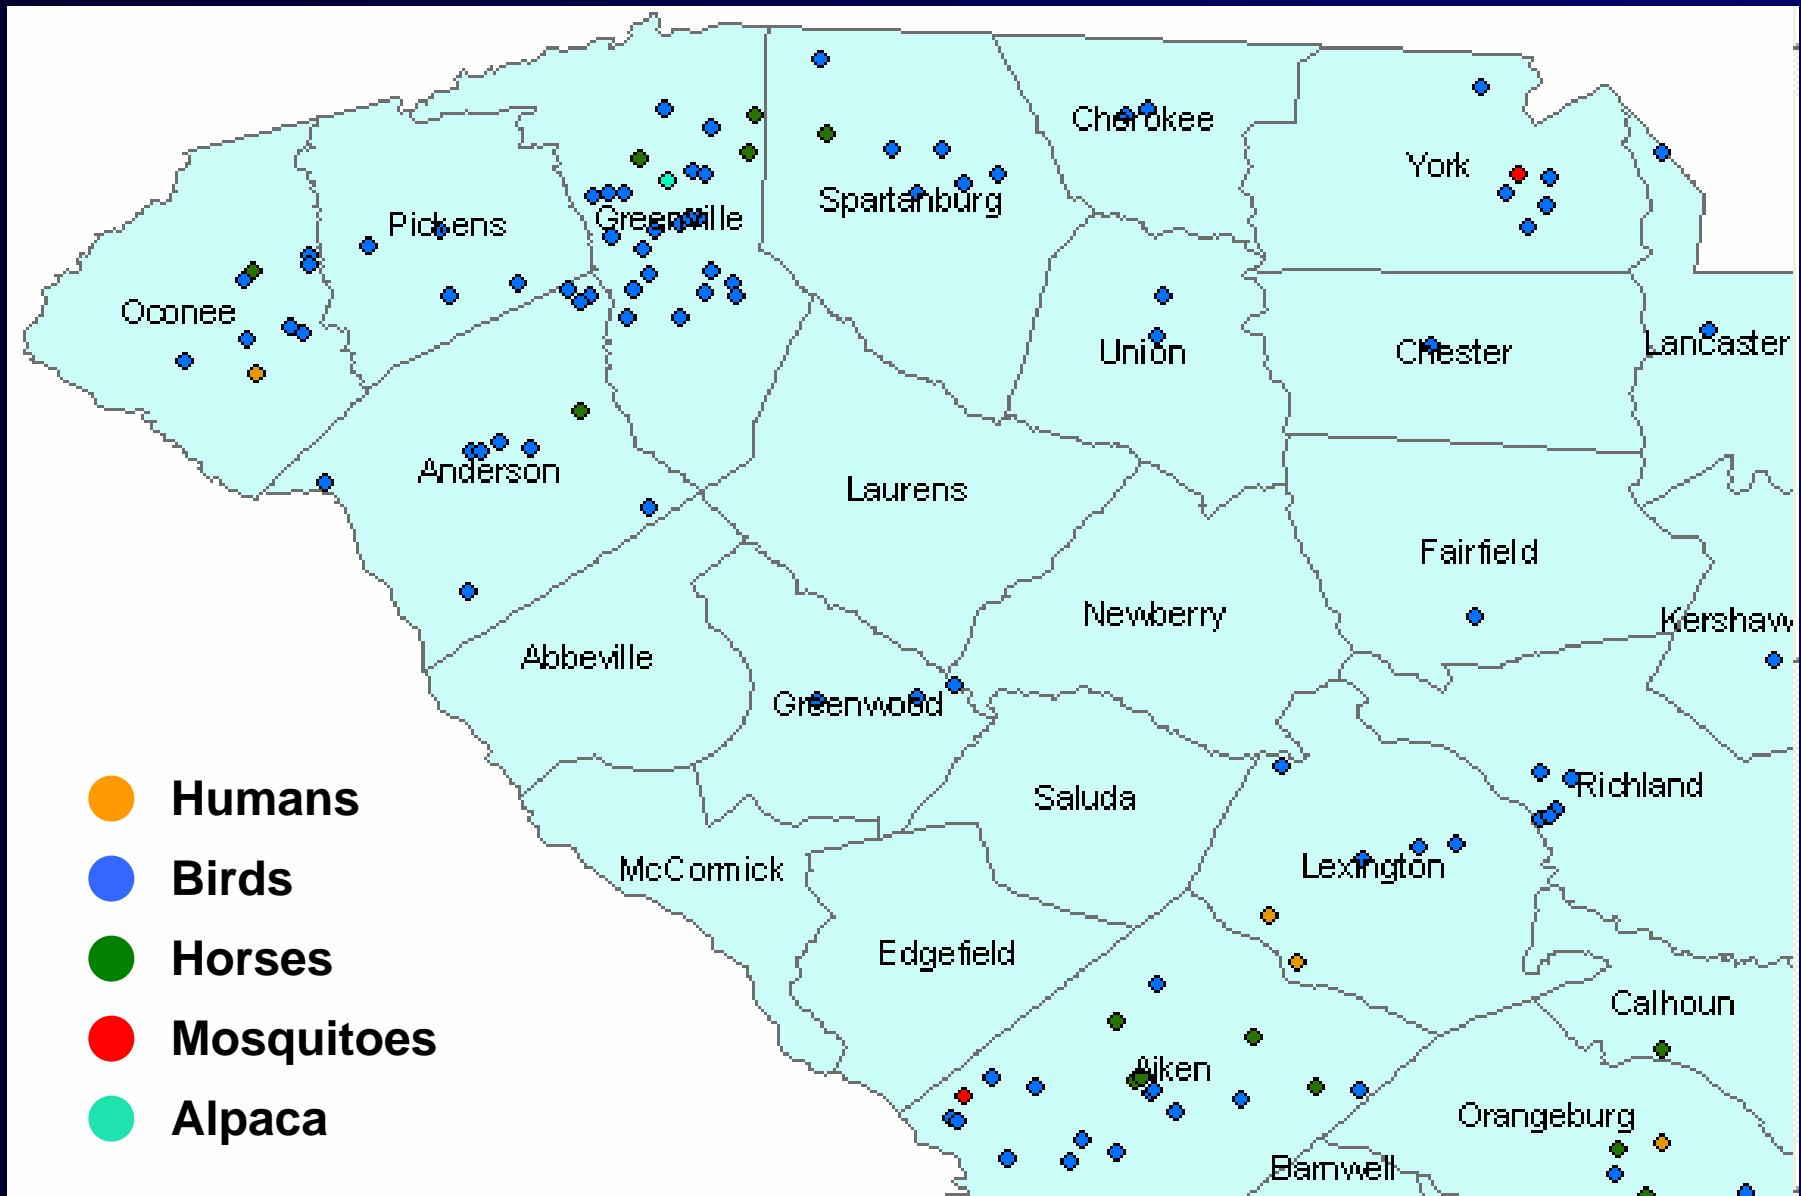 Cherokee
York
Spartanburg
Pickens
Greenville
Oconee
Union
Chester
Lancaster
Anderson
Laurens
Fairfield
Newberry
Kershaw
Abbeville
Greenwood
Richland
Saluda
Humans
Lexington
McCormick
Birds
Edgefield
Horses
Calhoun
Mosquitoes
Aiken
Alpaca
Orangeburg
Barnwell